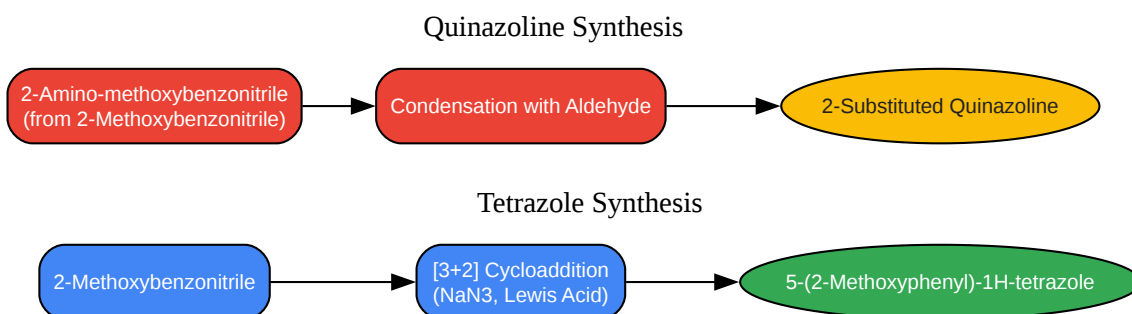 Quinazoline Synthesis
2-Amino-methoxybenzonitrile
(from 2-Methoxybenzonitrile)
Condensation with Aldehyde
2-Substituted Quinazoline
Tetrazole Synthesis
2-Methoxybenzonitrile
[3+2] Cycloaddition
(NaN3, Lewis Acid)
5-(2-Methoxyphenyl)-1H-tetrazole